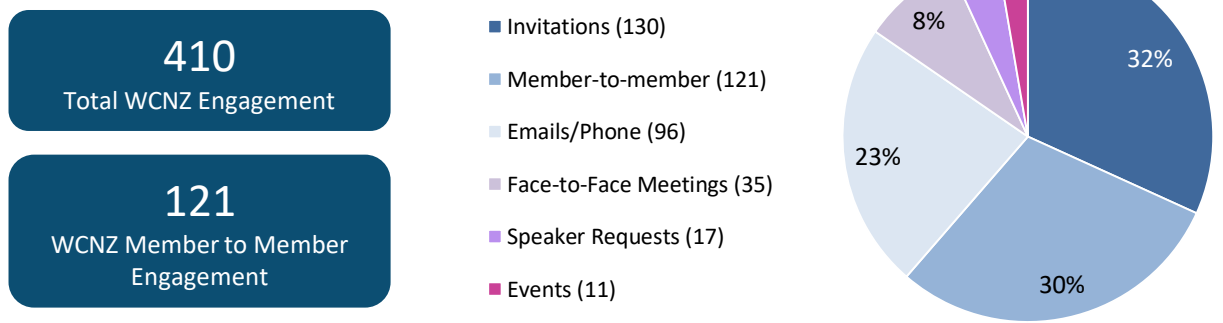 410
Total WCNZ Engagement
121
WCNZ Member to Member
Engagement
Invitations (130)
Member-to-member (121)
Emails/Phone (96)
Face-to-Face Meetings (35)
Speaker Requests (17)
Events (11)
8%
32%
23%
30%